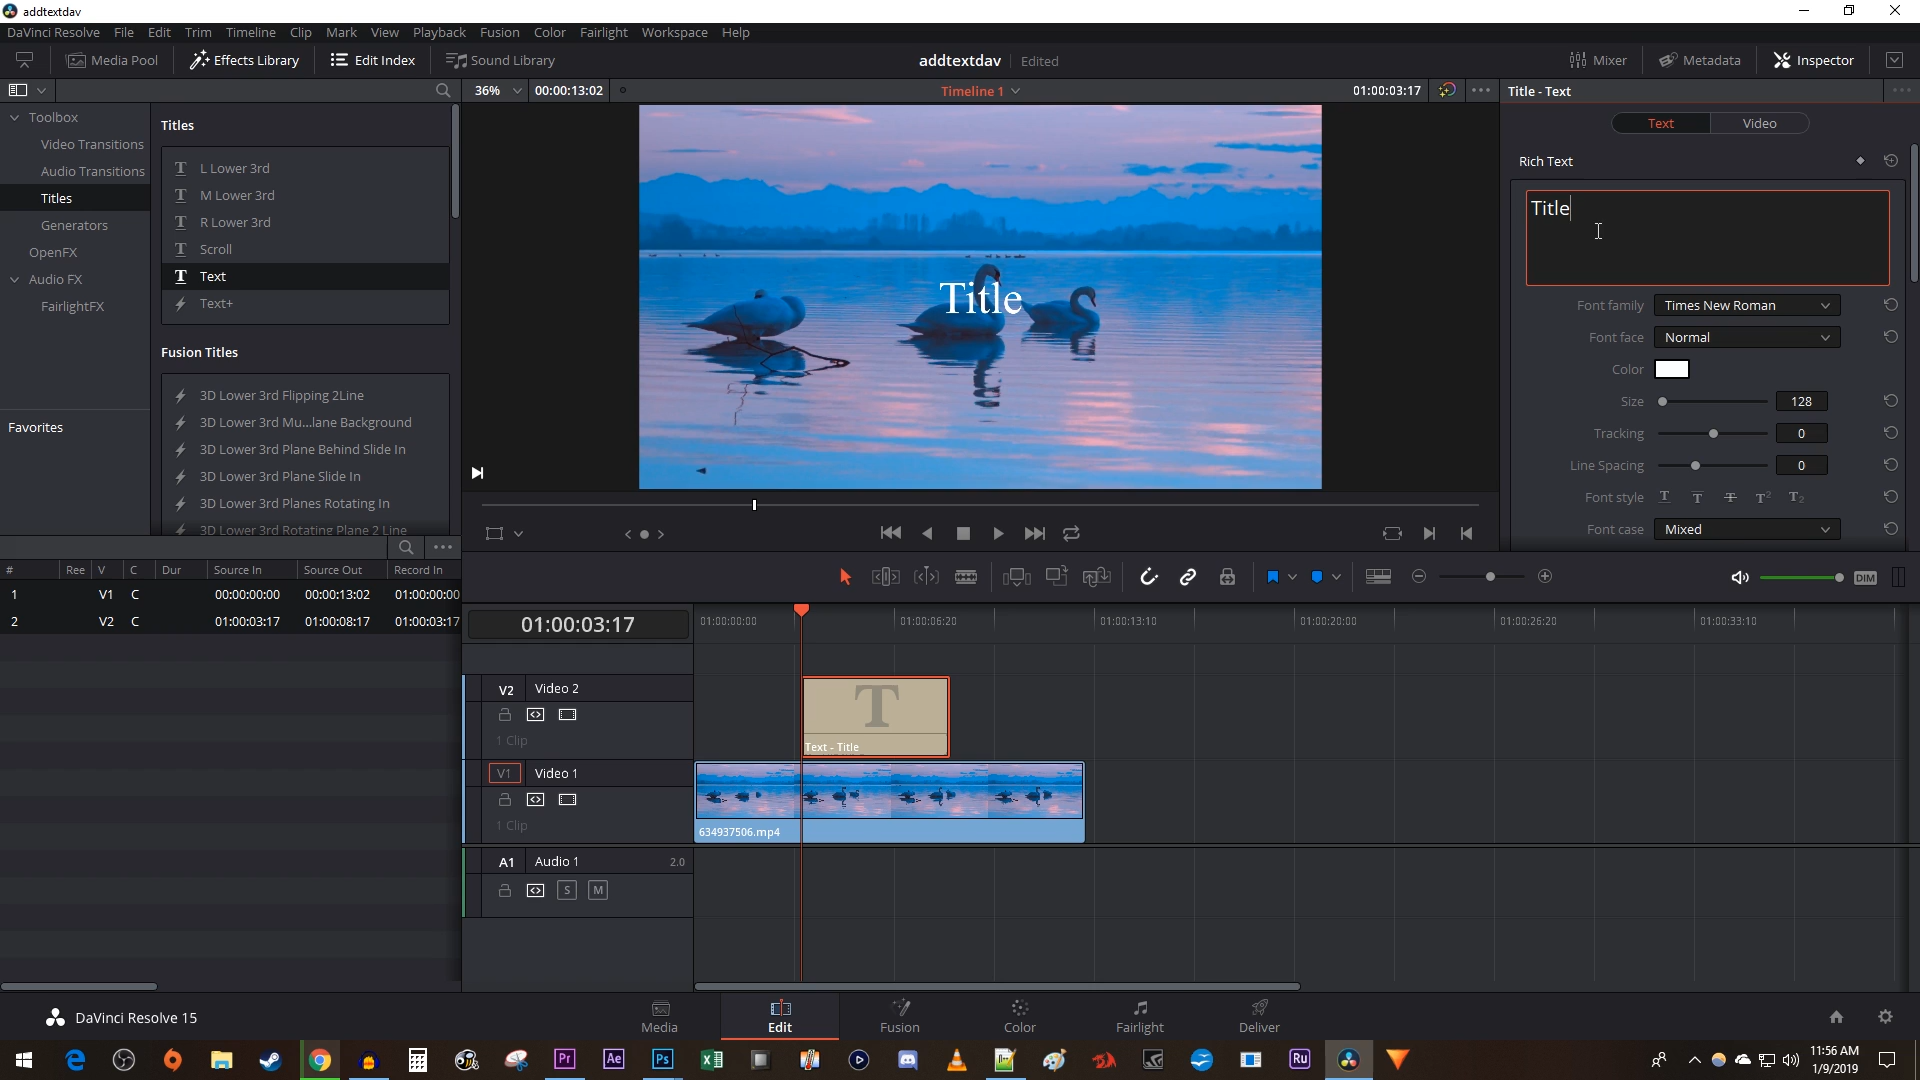 addtextdav
DaVinci Resolve File Edit Trim Timeline Clip Mark View Playback Fusion Color Fairlight Workspace Help
Media Pool Effects Library Edit Index Sound Library addtextdav Edited Mixer Metadata Inspector
36% 00:00:13:02 Timeline 1 01:00:03:17 Title - Text
Toolbox
Video Transitions
Audio Transitions
Titles
Generators
OpenFX
Audio FX
FairlightFX
Favorites
Titles
L Lower 3rd
M Lower 3rd
R Lower 3rd
Scroll
Text
Text+
Fusion Titles
3D Lower 3rd Flipping 2Line
3D Lower 3rd Mu...lane Background
3D Lower 3rd Plane Behind Slide In
3D Lower 3rd Plane Slide In
3D Lower 3rd Planes Rotating In
3D Lower 3rd Rotating Plane 2 Line
Title
Text Video
Rich Text
Title
Font family Times New Roman
Font face Normal
Color
Size 128
Tracking 0
Line Spacing 0
Font style T T T T² T₂
Font case Mixed
# Ree V C Dur Source In Source Out Record In
1 V1 C 00:00:00:00 00:00:13:02 01:00:00:00
2 V2 C 01:00:03:17 01:00:08:17 01:00:03:17
DIM
01:00:03:17 01:00:00:00 01:00:06:20 01:00:13:10 01:00:20:00 01:00:26:20 01:00:33:10
V2 Video 2
1 Clip
T
Text - Title
V1 Video 1
1 Clip
634937506.mp4
A1 Audio 1 2.0
S M
DaVinci Resolve 15
Media Edit Fusion Color Fairlight Deliver
Pr Ae Ps Ru
11:56 AM
1/9/2019